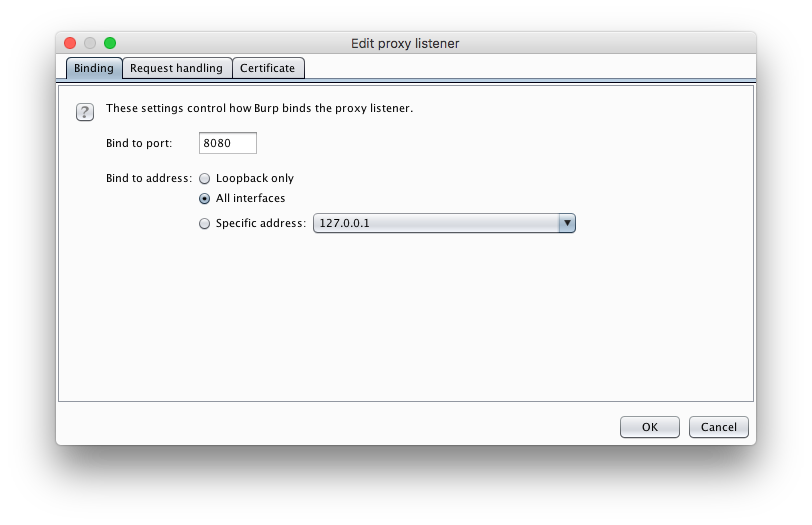 Edit proxy listener
Binding Request handling Certificate
? These settings control how Burp binds the proxy listener.
Bind to port: 8080
Bind to address: Loopback only
All interfaces
Specific address: 127.0.0.1
OK Cancel